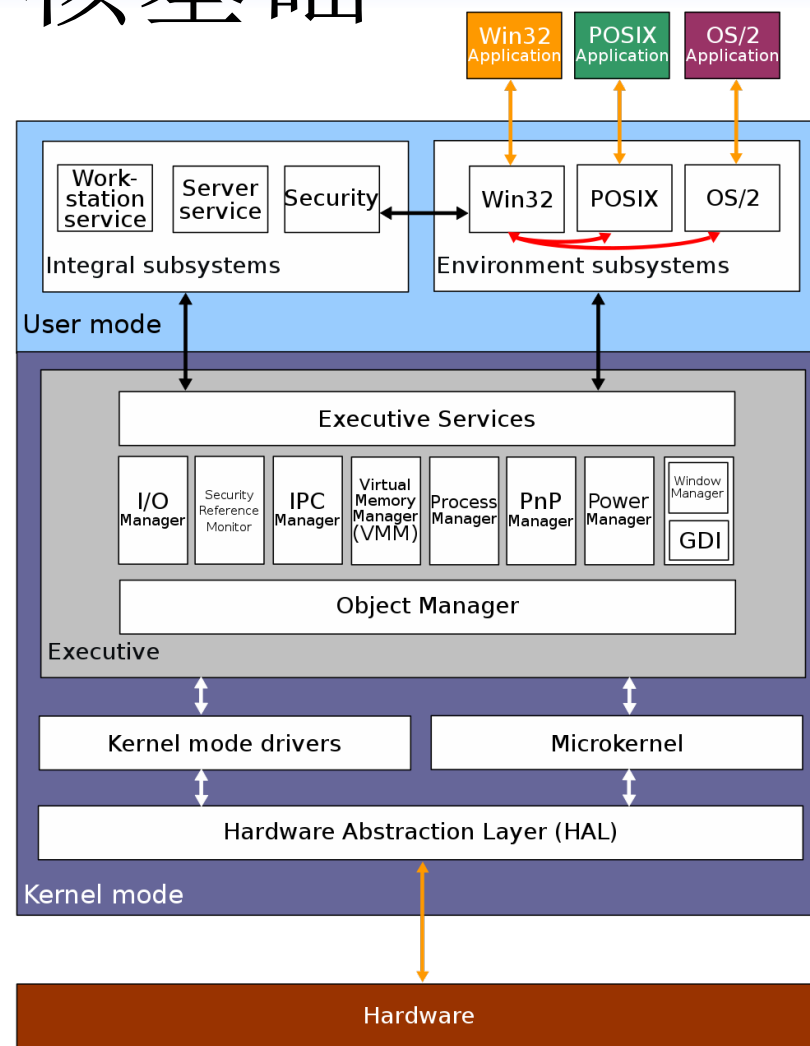 核基础
Win32
Application
POSIX
Application
OS/2
Application
Work-
station
service
Server
service
Security
Integral subsystems
Win32
POSIX
OS/2
Environment subsystems
User mode
Executive Services
I/O
Manager
Security
Reference
Monitor
IPC
Manager
Virtual
Memory
Manager
(VMM)
Process
Manager
PnP
Manager
Power
Manager
Window
Manager
GDI
Object Manager
Executive
Kernel mode drivers
Microkernel
Hardware Abstraction Layer (HAL)
Kernel mode
Hardware